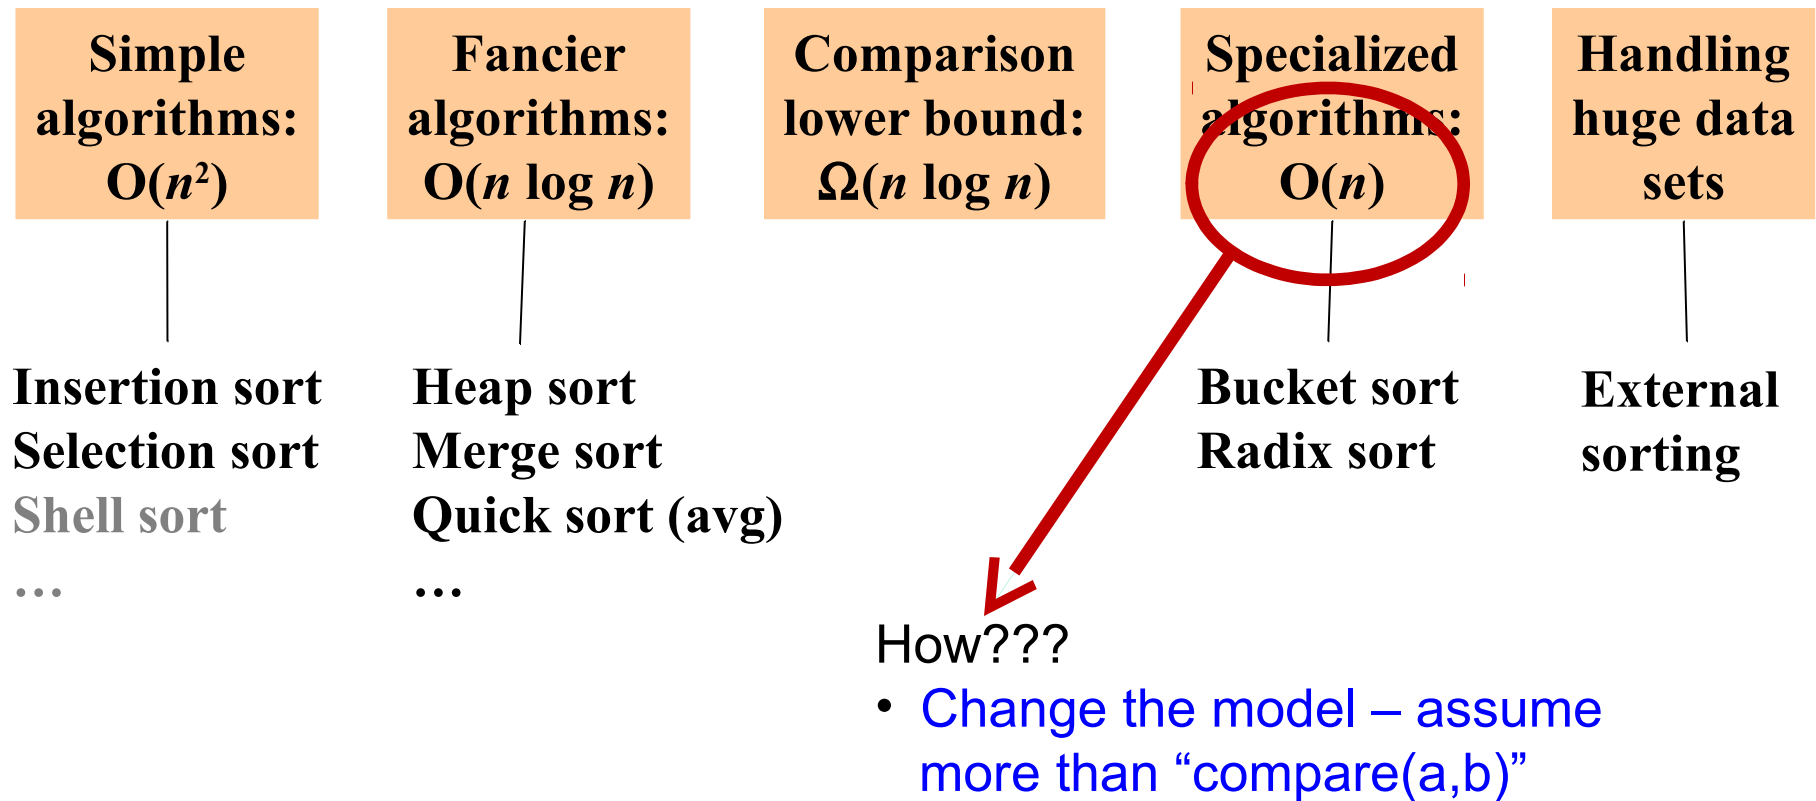 Simple
algorithms:
O(n²)
Fancier
algorithms:
O(n log n)
Comparison
lower bound:
Ω(n log n)
Specialized
algorithms:
O(n)
Handling
huge data
sets
Insertion sort
Selection sort
Shell sort
…
Heap sort
Merge sort
Quick sort (avg)
…
Bucket sort
Radix sort
External
sorting
How???
• Change the model – assume
more than “compare(a,b)”